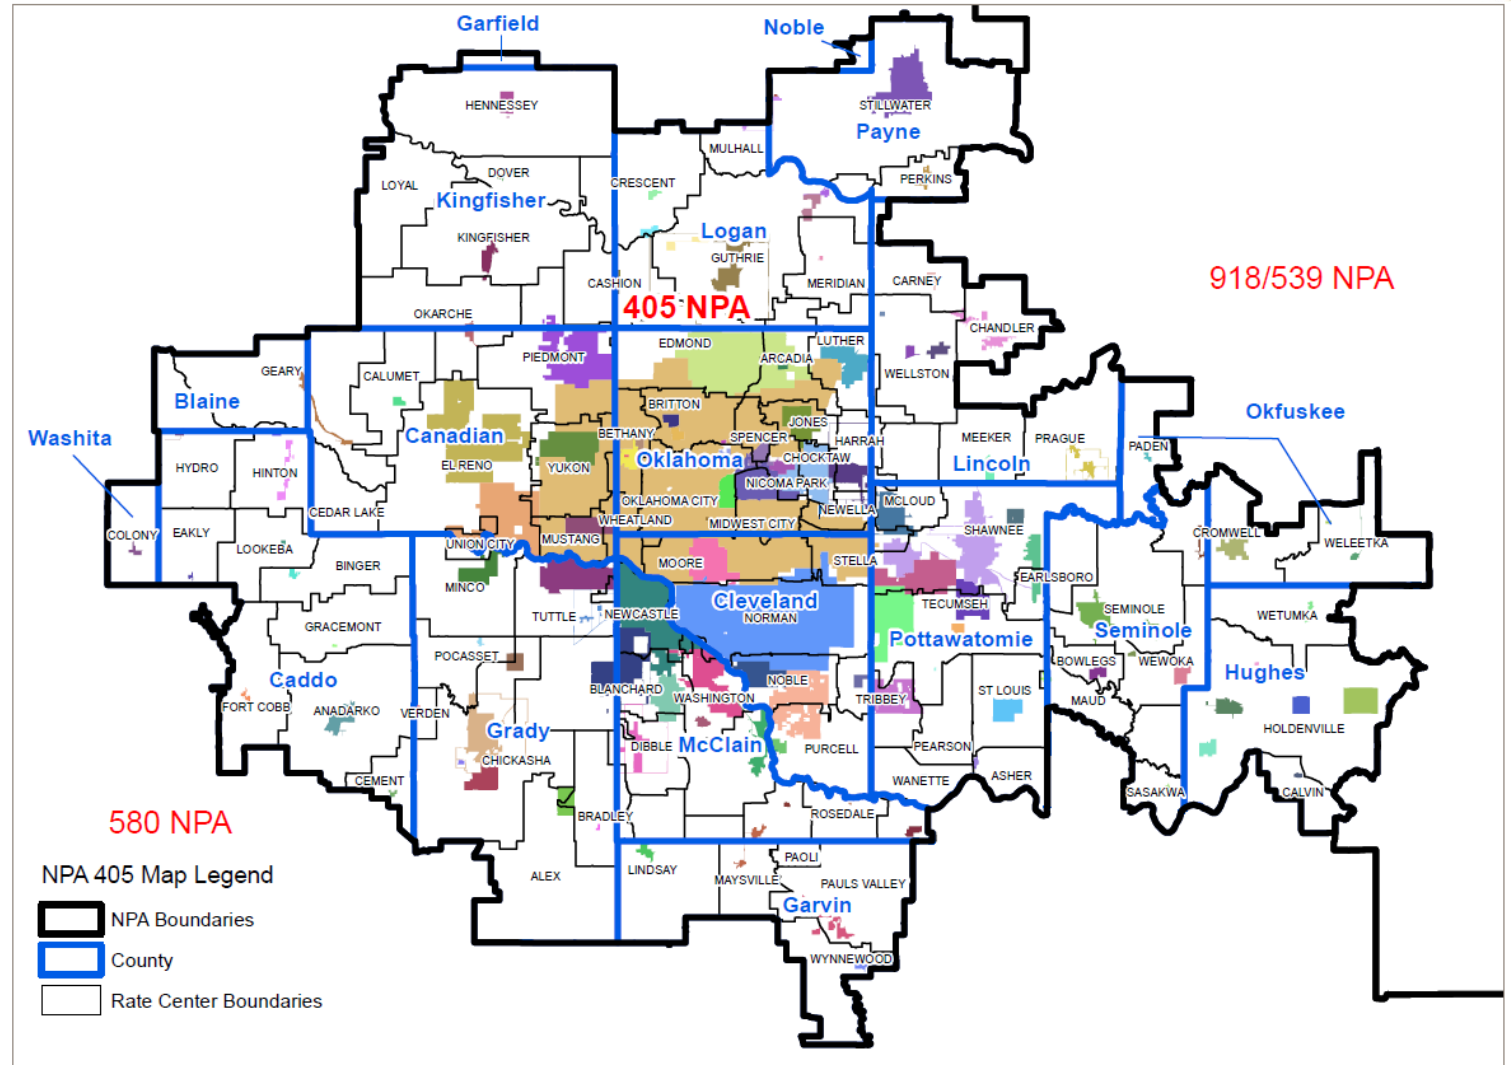 Garfield
Noble
HENNESSEY
STILLWATER
Payne
MULHALL
DOVER
LOYAL
CRESCENT
PERKINS
Kingfisher
KINGFISHER
Logan
GUTHRIE
CASHION
MERIDIAN
CARNEY
918/539 NPA
405 NPA
OKARCHE
CHANDLER
EDMOND
LUTHER
PIEDMONT
ARCADIA
GEARY
CALUMET
WELLSTON
Blaine
BRITTON
Okfuskee
JONES
Washita
Canadian
BETHANY
SPENCER
HARRAH
MEEKER
PRAGUE
PADEN
HYDRO
HINTON
EL RENO
YUKON
Oklahoma
CHOCKTAW
Lincoln
NICOMA PARK
OKLAHOMA CITY
MCLOUD
CEDAR LAKE
NEWELLA
WHEATLAND
MIDWEST CITY
COLONY
EAKLY
LOOKEBA
UNION CITY
MUSTANG
SHAWNEE
CROMWELL
WELEETKA
BINGER
MOORE
STELLA
MINCO
EARLSBORO
Cleveland
TUTTLE
NEWCASTLE
NORMAN
TECUMSEH
SEMINOLE
WETUMKA
GRACEMONT
Pottawatomie
Seminole
POCASSET
BOWLEGS
WEWOKA
Hughes
Caddo
BLANCHARD
NOBLE
WASHINGTON
TRIBBEY
ST LOUIS
MAUD
FORT COBB
ANADARKO
VERDEN
Grady
HOLDENVILLE
DIBBLE
McClain
PURCELL
PEARSON
CHICKASHA
CEMENT
WANETTE
ASHER
SASAKWA
CALVIN
580 NPA
BRADLEY
ROSEDALE
PAOLI
LINDSAY
ALEX
MAYSVILLE
PAULS VALLEY
Garvin
WYNNEWOOD
NPA 405 Map Legend
NPA Boundaries
County
Rate Center Boundaries